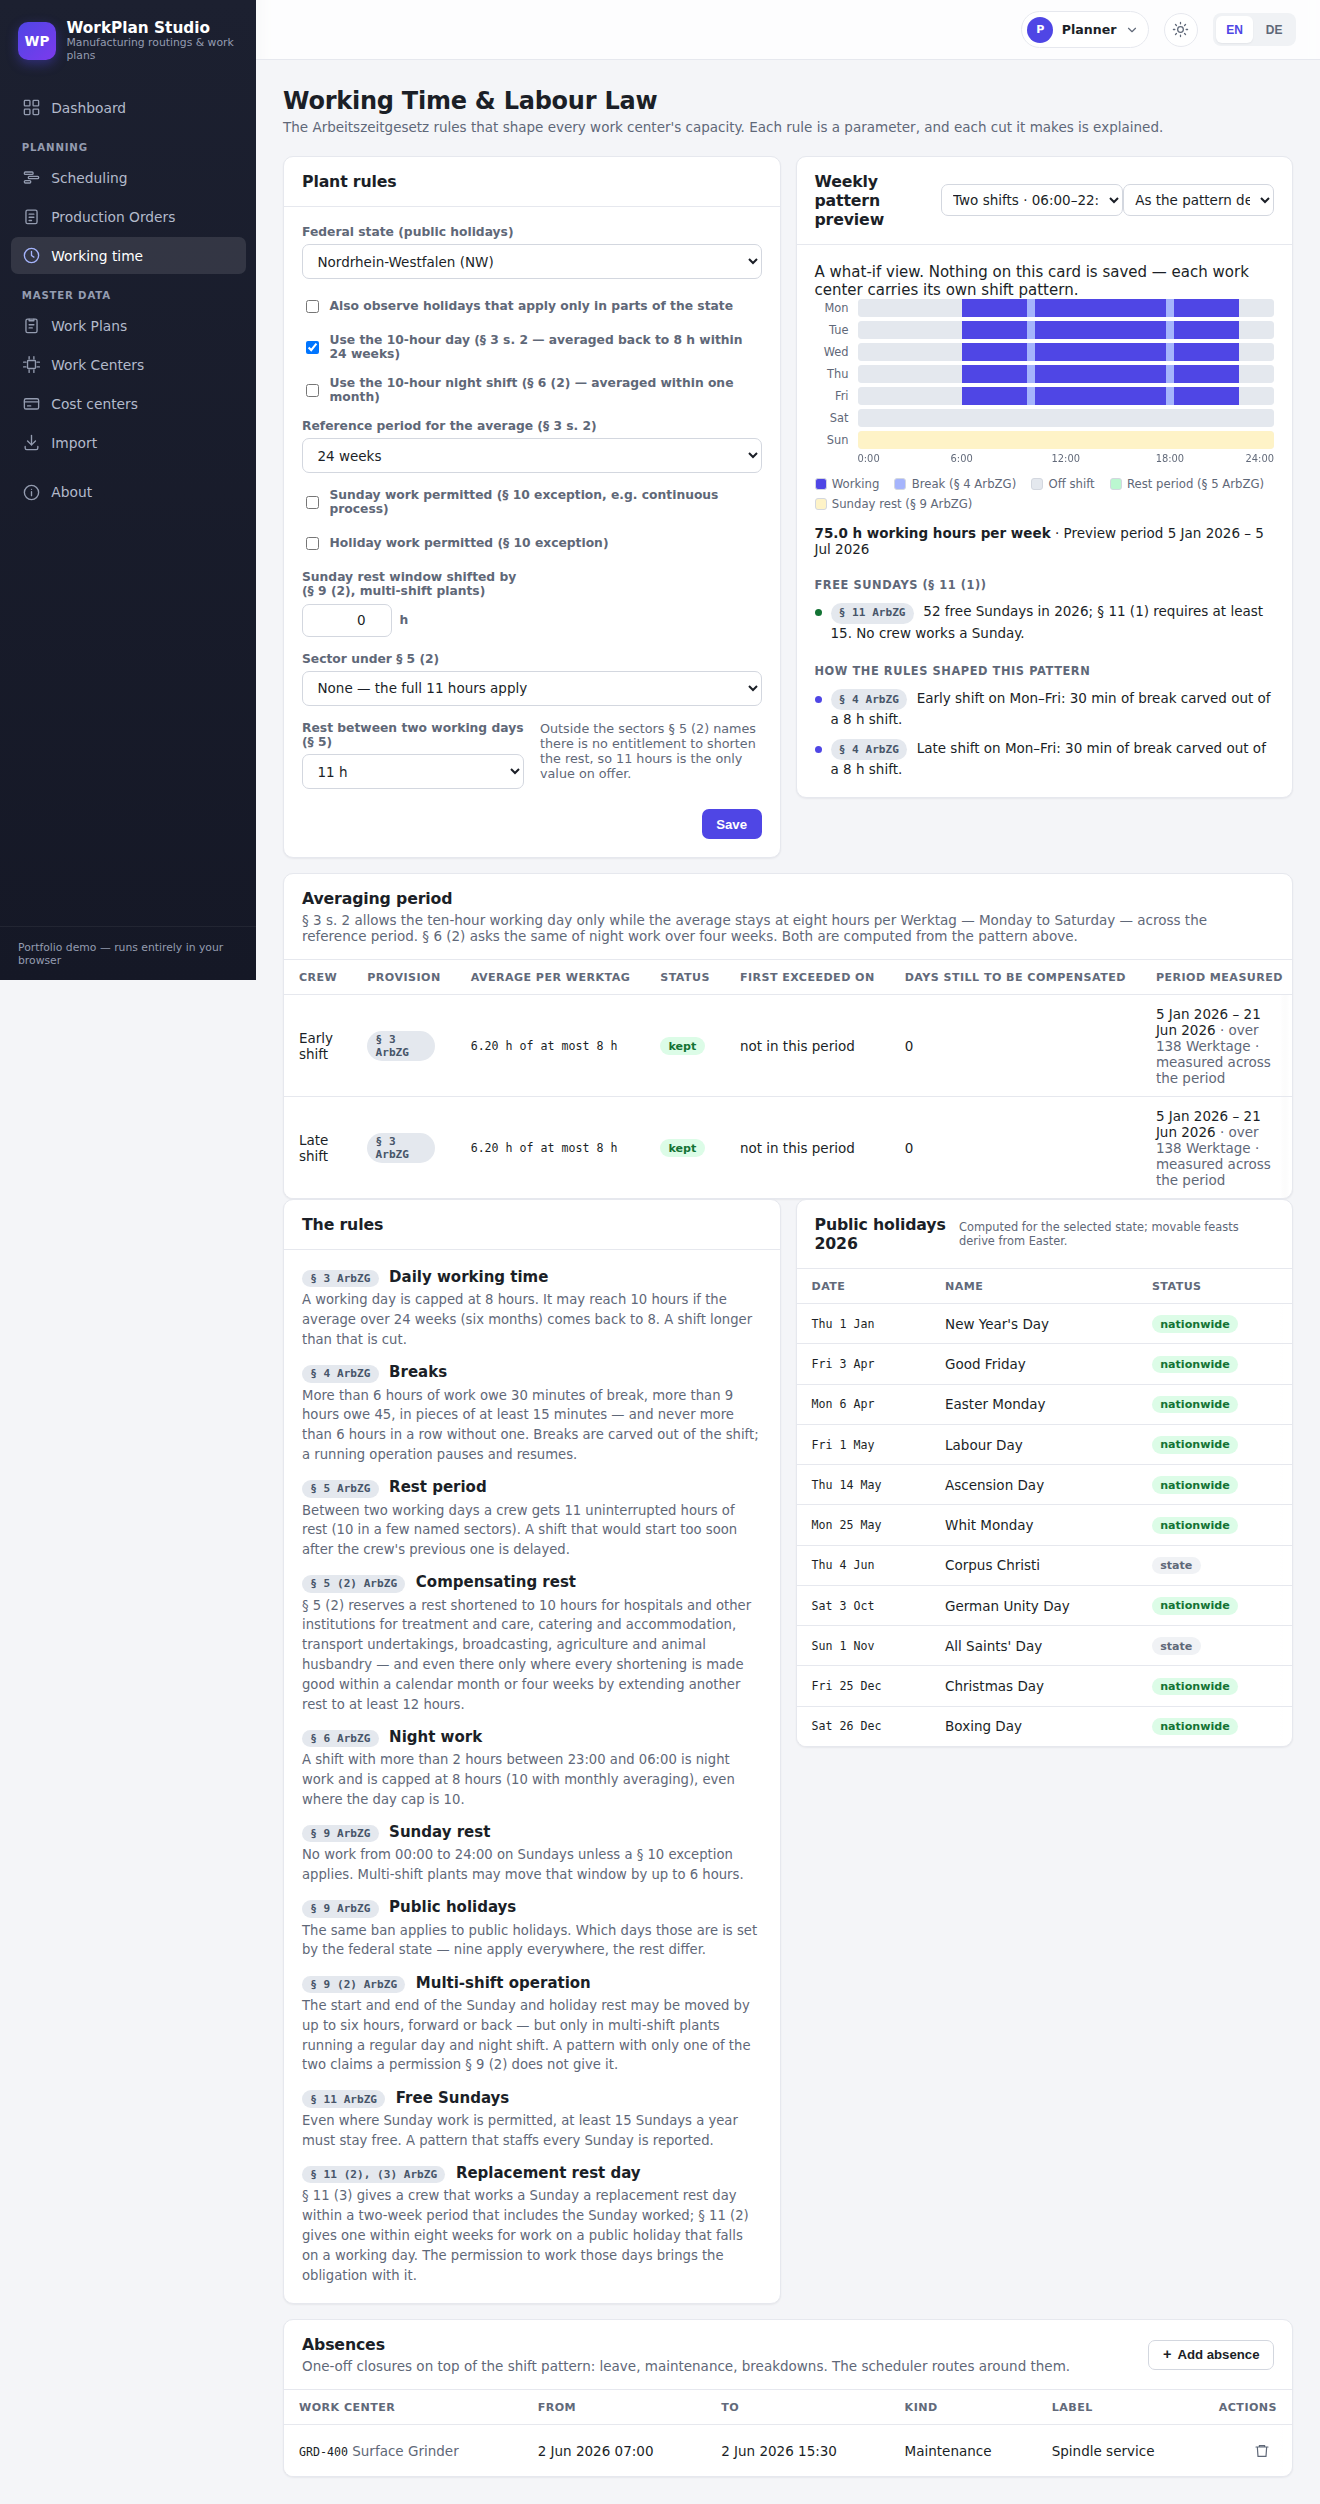 WP
WorkPlan Studio
Manufacturing routings & work
plans
Dashboard
PLANNING
Scheduling
Production Orders
Working time
MASTER DATA
Work Plans
Work Centers
Cost centers
Import
About
Portfolio demo — runs entirely in your
browser
P Planner
EN DE
Working Time & Labour Law
The Arbeitszeitgesetz rules that shape every work center's capacity. Each rule is a parameter, and each cut it makes is explained.
Plant rules
Federal state (public holidays)
Nordrhein-Westfalen (NW)
Also observe holidays that apply only in parts of the state
Use the 10-hour day (§ 3 s. 2 — averaged back to 8 h within
24 weeks)
Use the 10-hour night shift (§ 6 (2) — averaged within one
month)
Reference period for the average (§ 3 s. 2)
24 weeks
Sunday work permitted (§ 10 exception, e.g. continuous
process)
Holiday work permitted (§ 10 exception)
Sunday rest window shifted by
(§ 9 (2), multi-shift plants)
0 h
Sector under § 5 (2)
None — the full 11 hours apply
Rest between two working days
(§ 5)
11 h
Outside the sectors § 5 (2) names
there is no entitlement to shorten
the rest, so 11 hours is the only
value on offer.
Save
Weekly
pattern
preview
Two shifts · 06:00–22:
As the pattern de
A what-if view. Nothing on this card is saved — each work
center carries its own shift pattern.
Mon
Tue
Wed
Thu
Fri
Sat
Sun
0:00 6:00 12:00 18:00 24:00
Working Break (§ 4 ArbZG) Off shift Rest period (§ 5 ArbZG)
Sunday rest (§ 9 ArbZG)
75.0 h working hours per week · Preview period 5 Jan 2026 – 5
Jul 2026
FREE SUNDAYS (§ 11 (1))
§ 11 ArbZG 52 free Sundays in 2026; § 11 (1) requires at least
15. No crew works a Sunday.
HOW THE RULES SHAPED THIS PATTERN
§ 4 ArbZG Early shift on Mon–Fri: 30 min of break carved out of
a 8 h shift.
§ 4 ArbZG Late shift on Mon–Fri: 30 min of break carved out of
a 8 h shift.
Averaging period
§ 3 s. 2 allows the ten-hour working day only while the average stays at eight hours per Werktag — Monday to Saturday — across the
reference period. § 6 (2) asks the same of night work over four weeks. Both are computed from the pattern above.
CREW PROVISION AVERAGE PER WERKTAG STATUS FIRST EXCEEDED ON DAYS STILL TO BE COMPENSATED PERIOD MEASURED
Early
shift
§ 3
ArbZG
6.20 h of at most 8 h
kept
not in this period
0
5 Jan 2026 – 21
Jun 2026 · over
138 Werktage ·
measured across
the period
Late
shift
§ 3
ArbZG
6.20 h of at most 8 h
kept
not in this period
0
5 Jan 2026 – 21
Jun 2026 · over
138 Werktage ·
measured across
the period
The rules
§ 3 ArbZG Daily working time
A working day is capped at 8 hours. It may reach 10 hours if the
average over 24 weeks (six months) comes back to 8. A shift longer
than that is cut.
§ 4 ArbZG Breaks
More than 6 hours of work owe 30 minutes of break, more than 9
hours owe 45, in pieces of at least 15 minutes — and never more
than 6 hours in a row without one. Breaks are carved out of the shift;
a running operation pauses and resumes.
§ 5 ArbZG Rest period
Between two working days a crew gets 11 uninterrupted hours of
rest (10 in a few named sectors). A shift that would start too soon
after the crew's previous one is delayed.
§ 5 (2) ArbZG Compensating rest
§ 5 (2) reserves a rest shortened to 10 hours for hospitals and other
institutions for treatment and care, catering and accommodation,
transport undertakings, broadcasting, agriculture and animal
husbandry — and even there only where every shortening is made
good within a calendar month or four weeks by extending another
rest to at least 12 hours.
§ 6 ArbZG Night work
A shift with more than 2 hours between 23:00 and 06:00 is night
work and is capped at 8 hours (10 with monthly averaging), even
where the day cap is 10.
§ 9 ArbZG Sunday rest
No work from 00:00 to 24:00 on Sundays unless a § 10 exception
applies. Multi-shift plants may move that window by up to 6 hours.
§ 9 ArbZG Public holidays
The same ban applies to public holidays. Which days those are is set
by the federal state — nine apply everywhere, the rest differ.
§ 9 (2) ArbZG Multi-shift operation
The start and end of the Sunday and holiday rest may be moved by
up to six hours, forward or back — but only in multi-shift plants
running a regular day and night shift. A pattern with only one of the
two claims a permission § 9 (2) does not give it.
§ 11 ArbZG Free Sundays
Even where Sunday work is permitted, at least 15 Sundays a year
must stay free. A pattern that staffs every Sunday is reported.
§ 11 (2), (3) ArbZG Replacement rest day
§ 11 (3) gives a crew that works a Sunday a replacement rest day
within a two-week period that includes the Sunday worked; § 11 (2)
gives one within eight weeks for work on a public holiday that falls
on a working day. The permission to work those days brings the
obligation with it.
Public holidays
2026
Computed for the selected state; movable feasts
derive from Easter.
DATE NAME STATUS
Thu 1 Jan New Year's Day nationwide
Fri 3 Apr Good Friday nationwide
Mon 6 Apr Easter Monday nationwide
Fri 1 May Labour Day nationwide
Thu 14 May Ascension Day nationwide
Mon 25 May Whit Monday nationwide
Thu 4 Jun Corpus Christi state
Sat 3 Oct German Unity Day nationwide
Sun 1 Nov All Saints' Day state
Fri 25 Dec Christmas Day nationwide
Sat 26 Dec Boxing Day nationwide
Absences
One-off closures on top of the shift pattern: leave, maintenance, breakdowns. The scheduler routes around them.
+ Add absence
WORK CENTER FROM TO KIND LABEL ACTIONS
GRD-400 Surface Grinder 2 Jun 2026 07:00 2 Jun 2026 15:30 Maintenance Spindle service